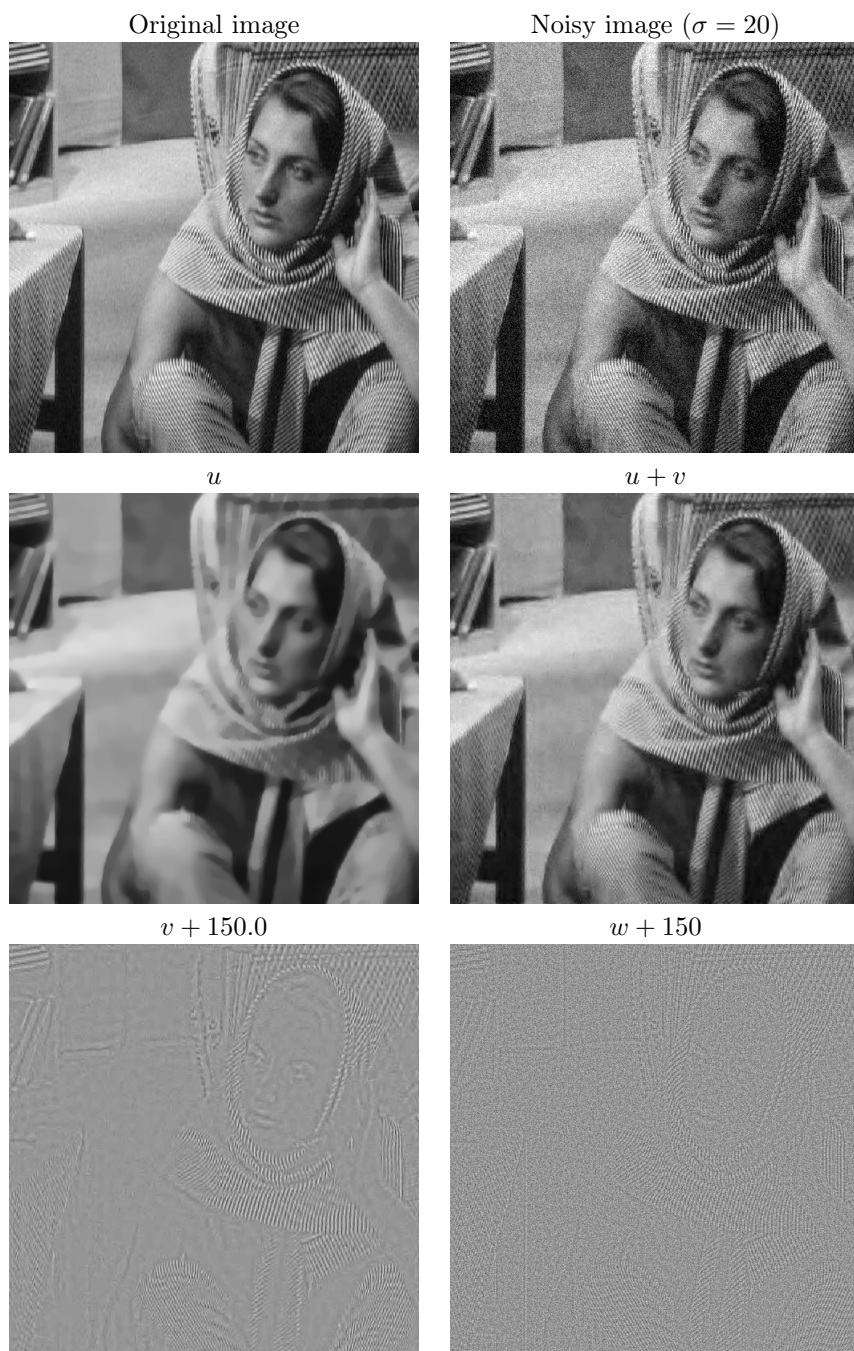 Original image
Noisy image (σ = 20)
u
u + v
v + 150.0
w + 150